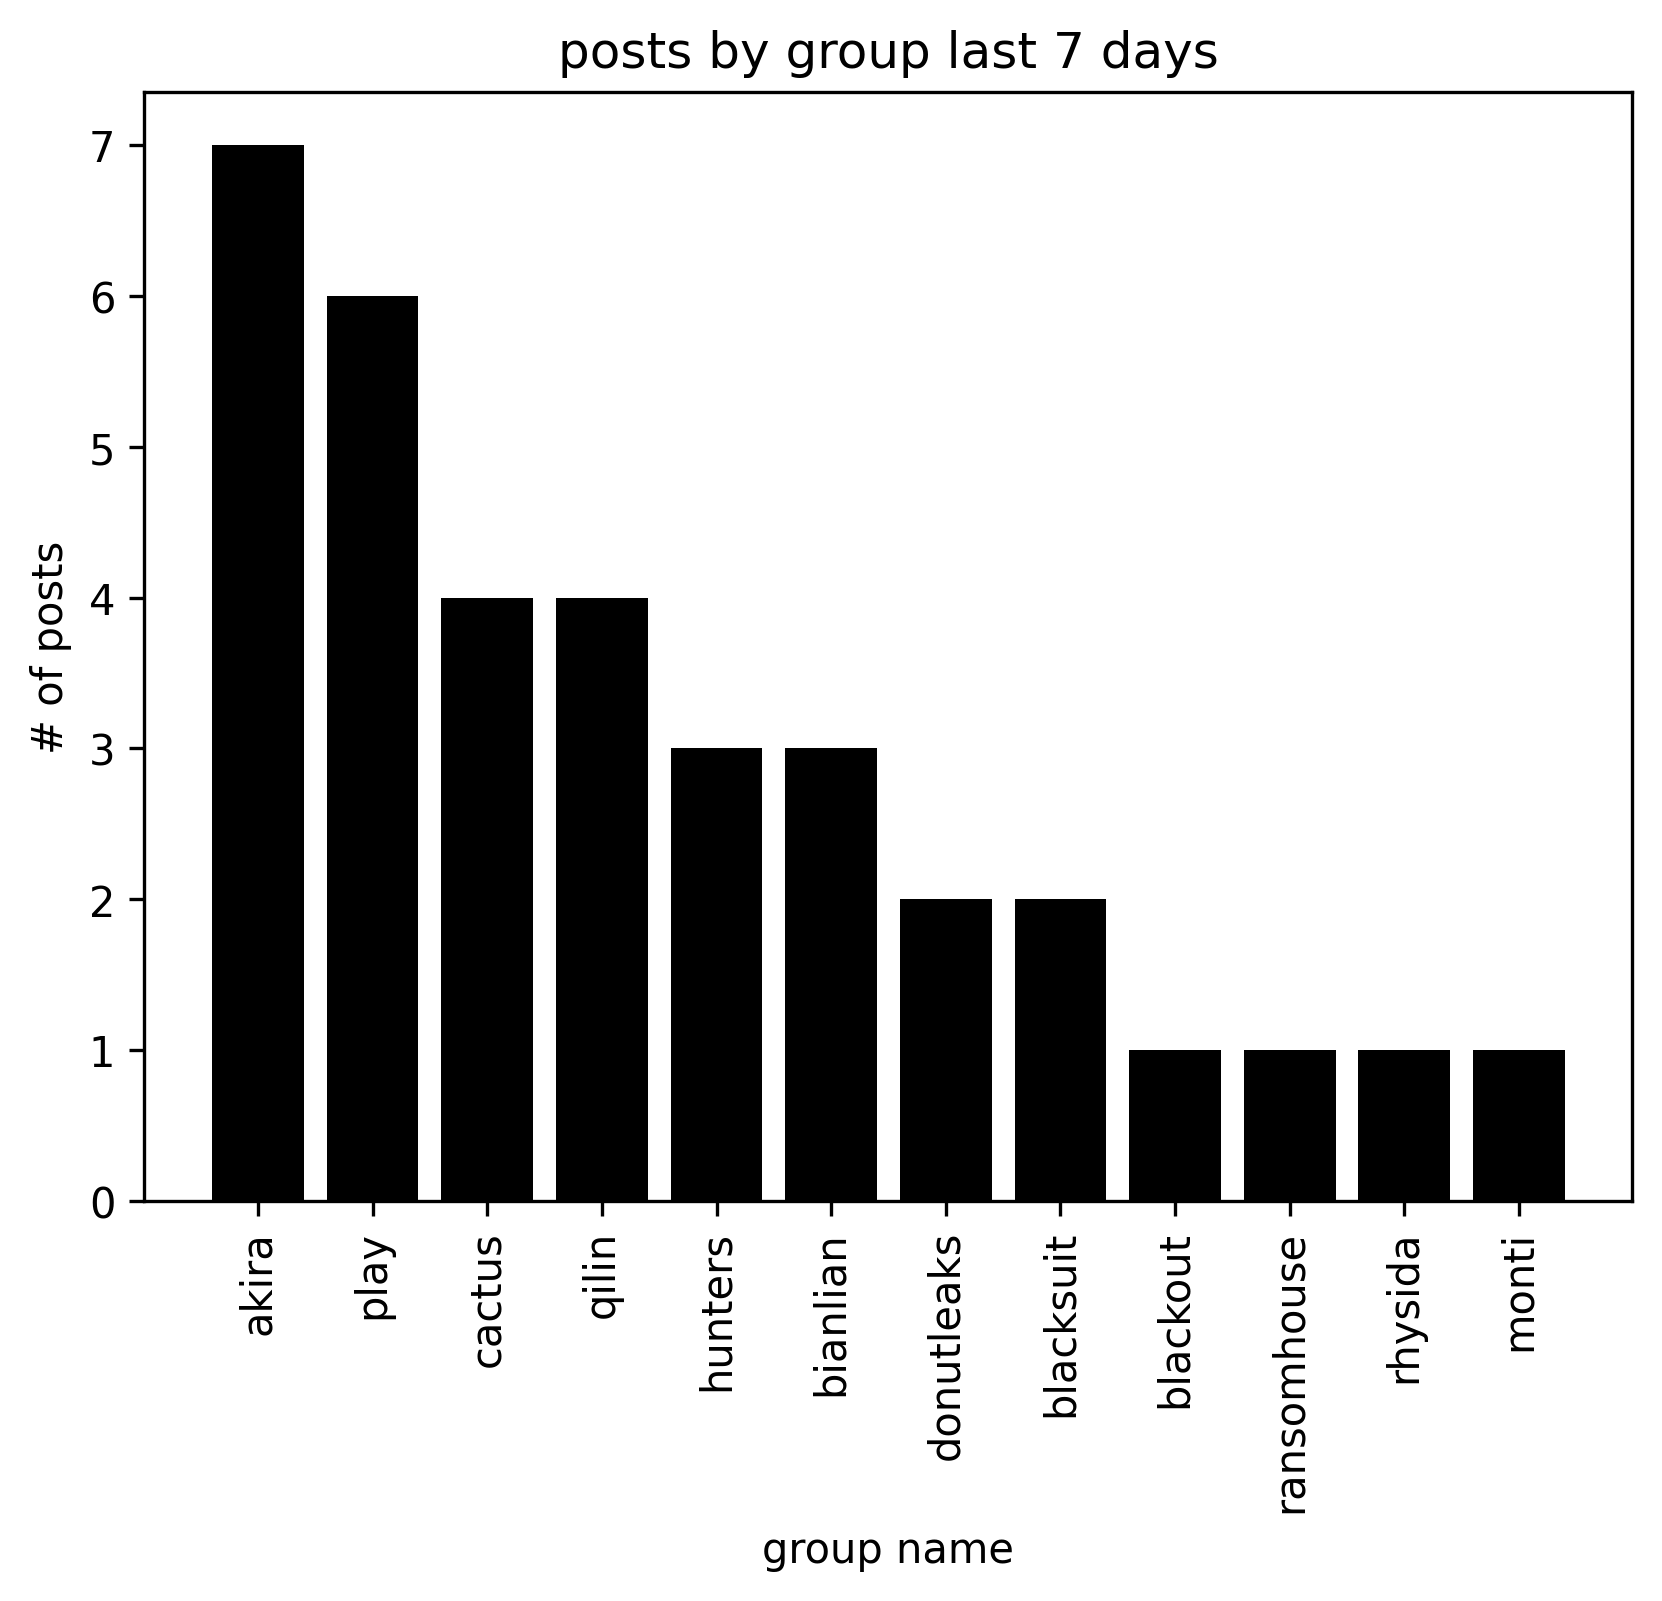 posts by group last 7 days
7
6
5
4
3
2
1
0
# of posts
akira
play
cactus
qilin
hunters
bianlian
donutleaks
blacksuit
blackout
ransomhouse
rhysida
monti
group name